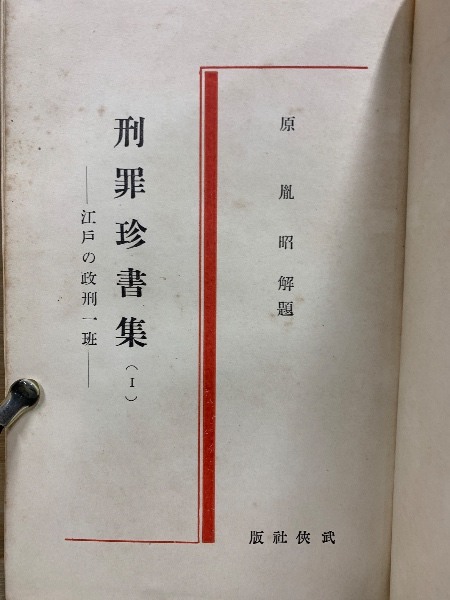 原胤昭解題
刑罪珍書集(I)
──江戸の政刑一班──
武俠社版